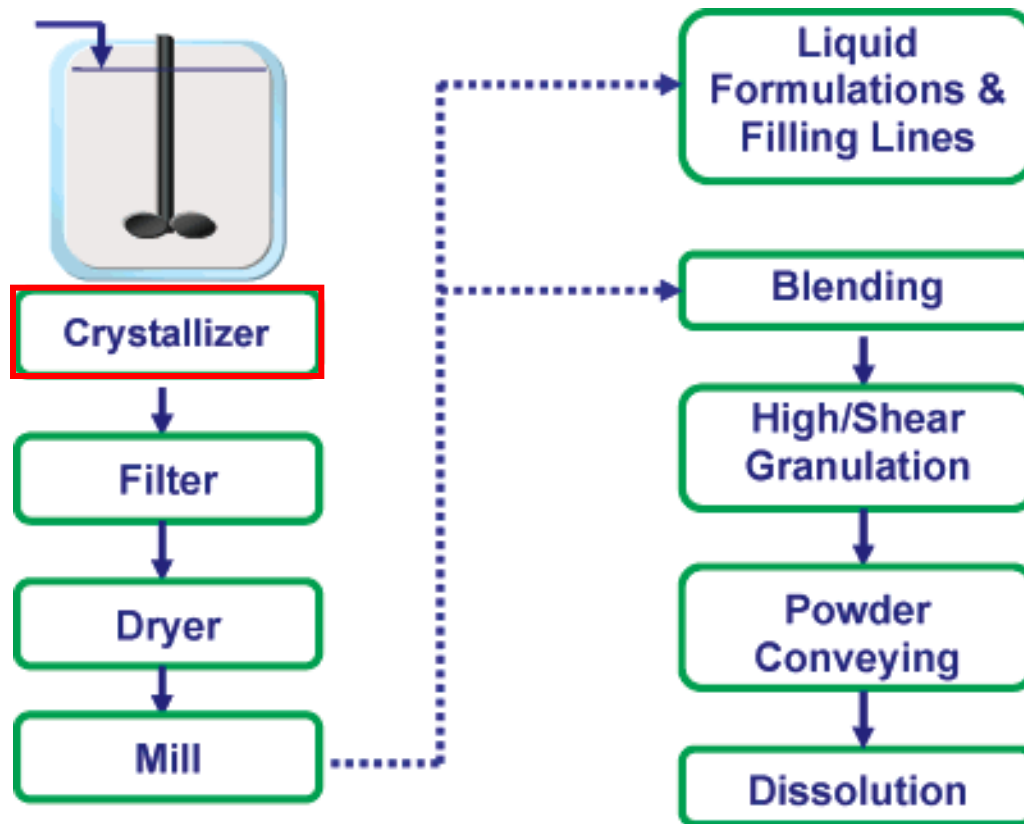 Crystallizer
Filter
Dryer
Mill
Liquid
Formulations &
Filling Lines
Blending
High/Shear
Granulation
Powder
Conveying
Dissolution